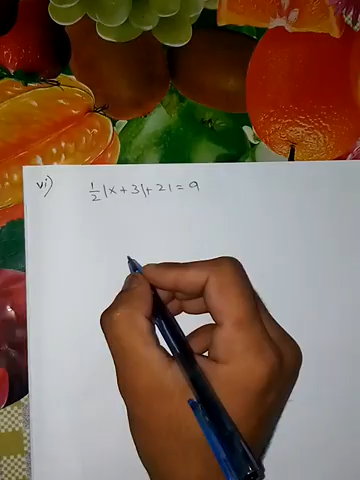 vi) ½|x + 3| + 21 = 9